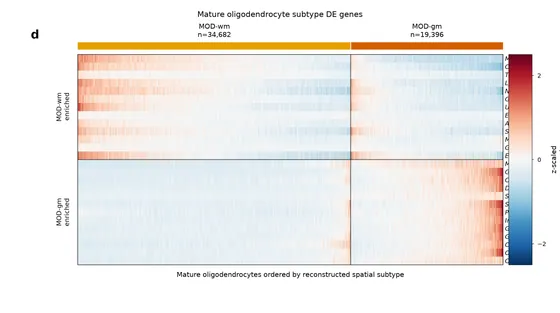 Mature oligodendrocyte subtype DE genes
d
MOD-wm
n=34,682
MOD-gm
n=19,396
MOD-wm
enriched
MOD-gm
enriched
2
0
−2
z-scaled
Mature oligodendrocytes ordered by reconstructed spatial subtype